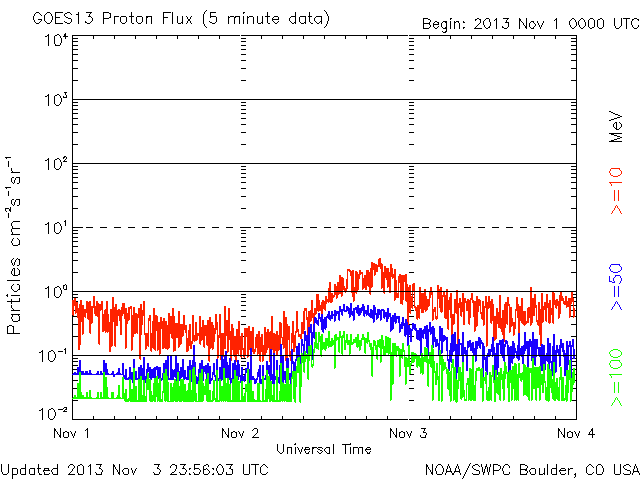 GOES13 Proton Flux (5 minute data)
Begin: 2013 Nov 1 0000 UTC
Particles cm⁻²s⁻¹sr⁻¹
10⁴
10³
10²
10¹
10⁰
10⁻¹
10⁻²
Nov 1
Nov 2
Nov 3
Nov 4
Universal Time
MeV
>=10
>=50
>=100
Updated 2013 Nov 3 23:56:03 UTC
NOAA/SWPC Boulder, CO USA